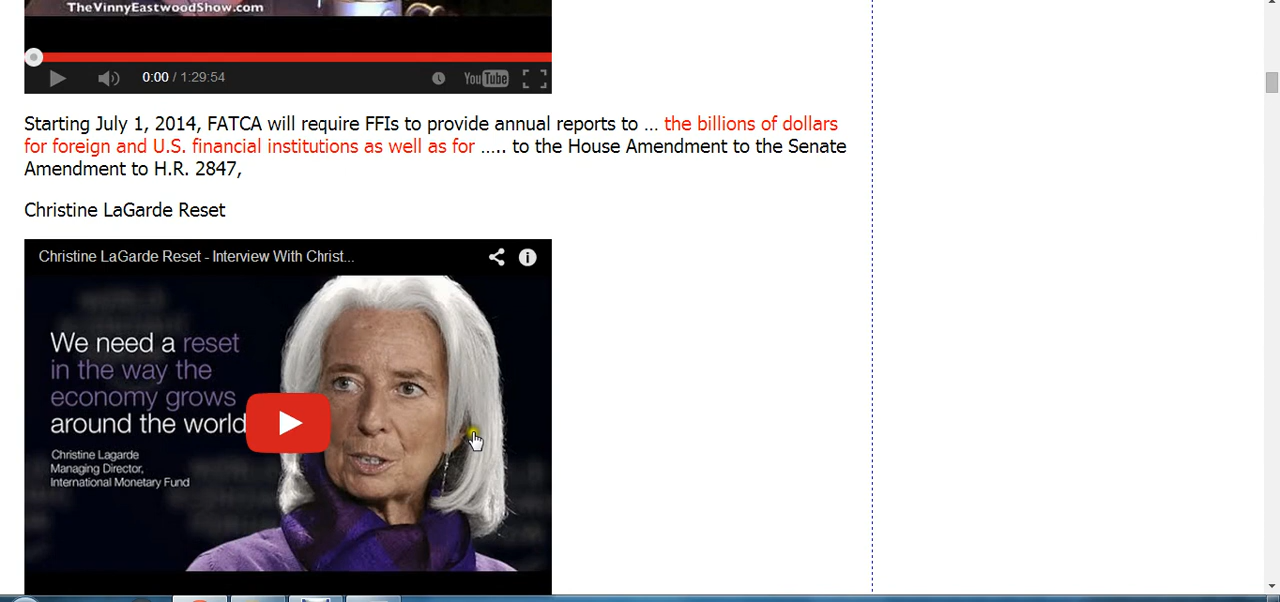 TheVinnyEastwoodShow.com
0:00 / 1:29:54
YouTube
Starting July 1, 2014, FATCA will require FFIs to provide annual reports to … the billions of dollars
for foreign and U.S. financial institutions as well as for ….. to the House Amendment to the Senate
Amendment to H.R. 2847,
Christine LaGarde Reset
Christine LaGarde Reset - Interview With Christ...
We need a reset
in the way the
economy grows
around the world
Christine Lagarde
Managing Director,
International Monetary Fund